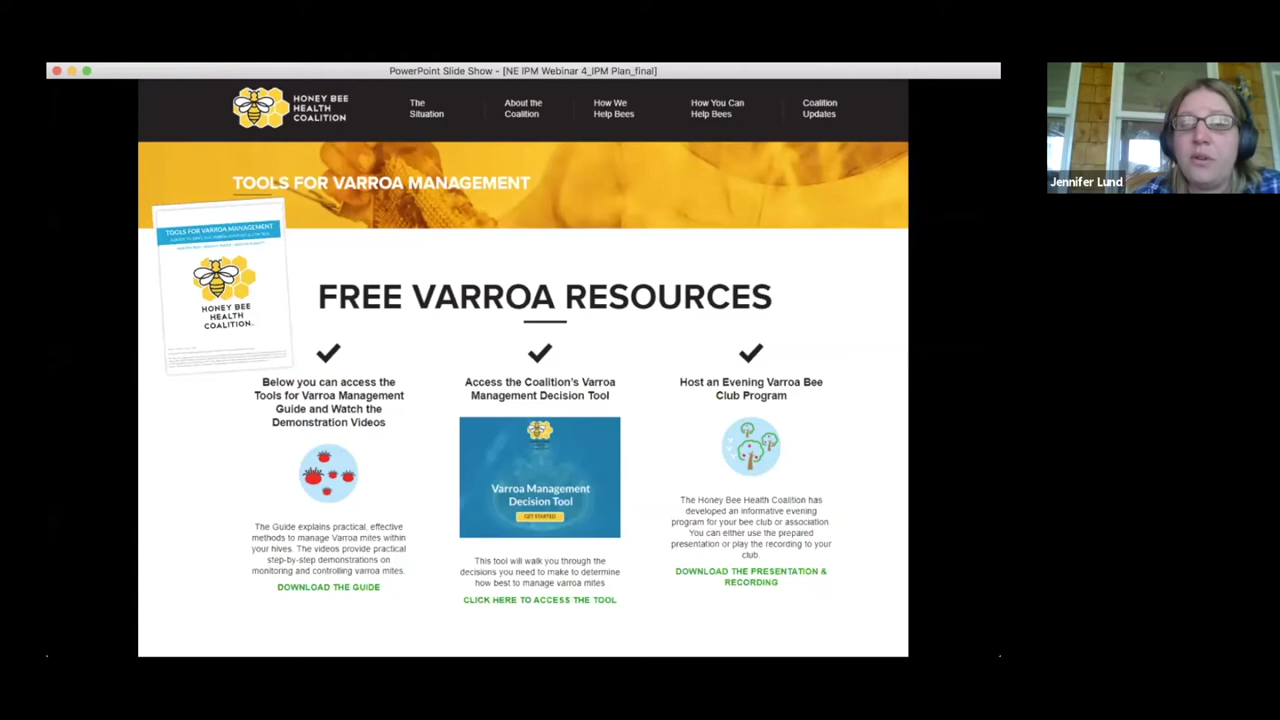 PowerPoint Slide Show - [NE IPM Webinar 4_IPM Plan_final]
HONEY BEE
HEALTH
COALITION
The
Situation
About the
Coalition
How We
Help Bees
How You Can
Help Bees
Coalition
Updates
TOOLS FOR VARROA MANAGEMENT
TOOLS FOR VARROA MANAGEMENT
HONEY BEE
HEALTH
COALITION
FREE VARROA RESOURCES
Below you can access the
Tools for Varroa Management
Guide and Watch the
Demonstration Videos
The Guide explains practical, effective
methods to manage Varroa mites within
your hives. The videos provide practical
step-by-step demonstrations on
monitoring and controlling varroa mites.
DOWNLOAD THE GUIDE
Access the Coalition's Varroa
Management Decision Tool
Varroa Management
Decision Tool
GET STARTED
This tool will walk you through the
decisions you need to make to determine
how best to manage varroa mites
CLICK HERE TO ACCESS THE TOOL
Host an Evening Varroa Bee
Club Program
The Honey Bee Health Coalition has
developed an informative evening
program for your bee club or association.
You can either use the prepared
presentation or play the recording to your
club.
DOWNLOAD THE PRESENTATION &
RECORDING
Jennifer Lund